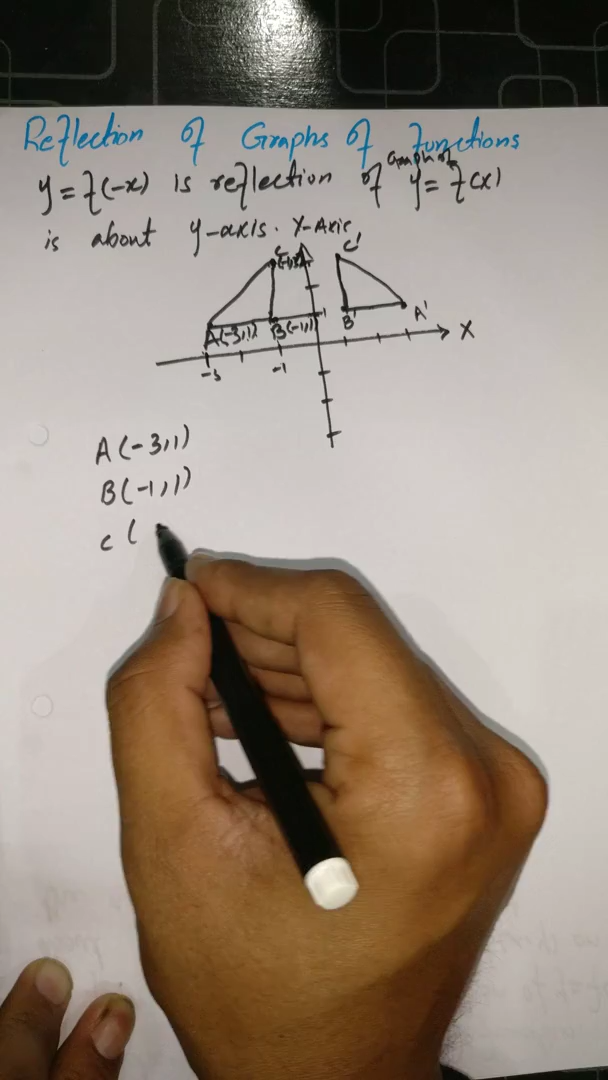 Reflection of Graphs of Functions
y = f(-x) is reflection of graph of y = f(x)
is about y-axis.
Y-Axis
C C'
A(-3,1) B(-1,1) 1 B' A'
X
-3 -1
A(-3,1)
B(-1,1)
C (